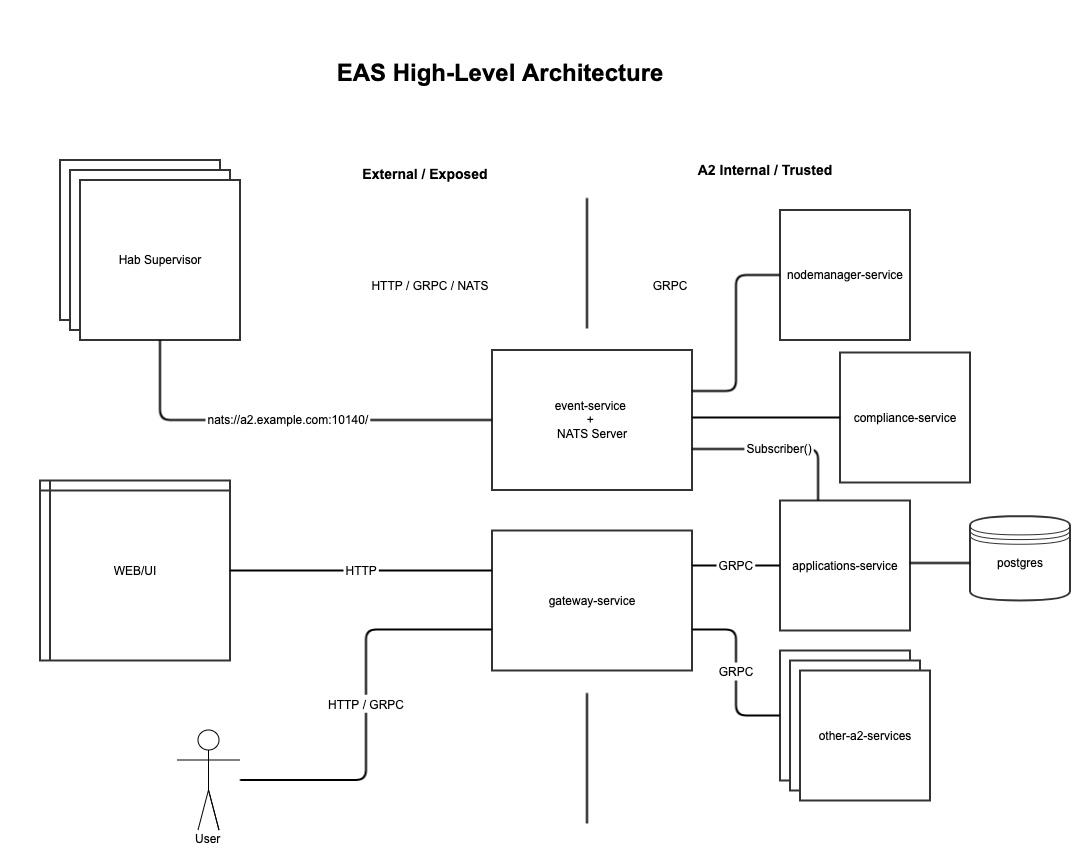 EAS High-Level Architecture
External / Exposed
A2 Internal / Trusted
Hab Supervisor
HTTP / GRPC / NATS
GRPC
nodemanager-service
nats://a2.example.com:10140/
event-service
+
NATS Server
compliance-service
Subscriber()
WEB/UI
HTTP
gateway-service
GRPC
applications-service
postgres
HTTP / GRPC
GRPC
other-a2-services
User